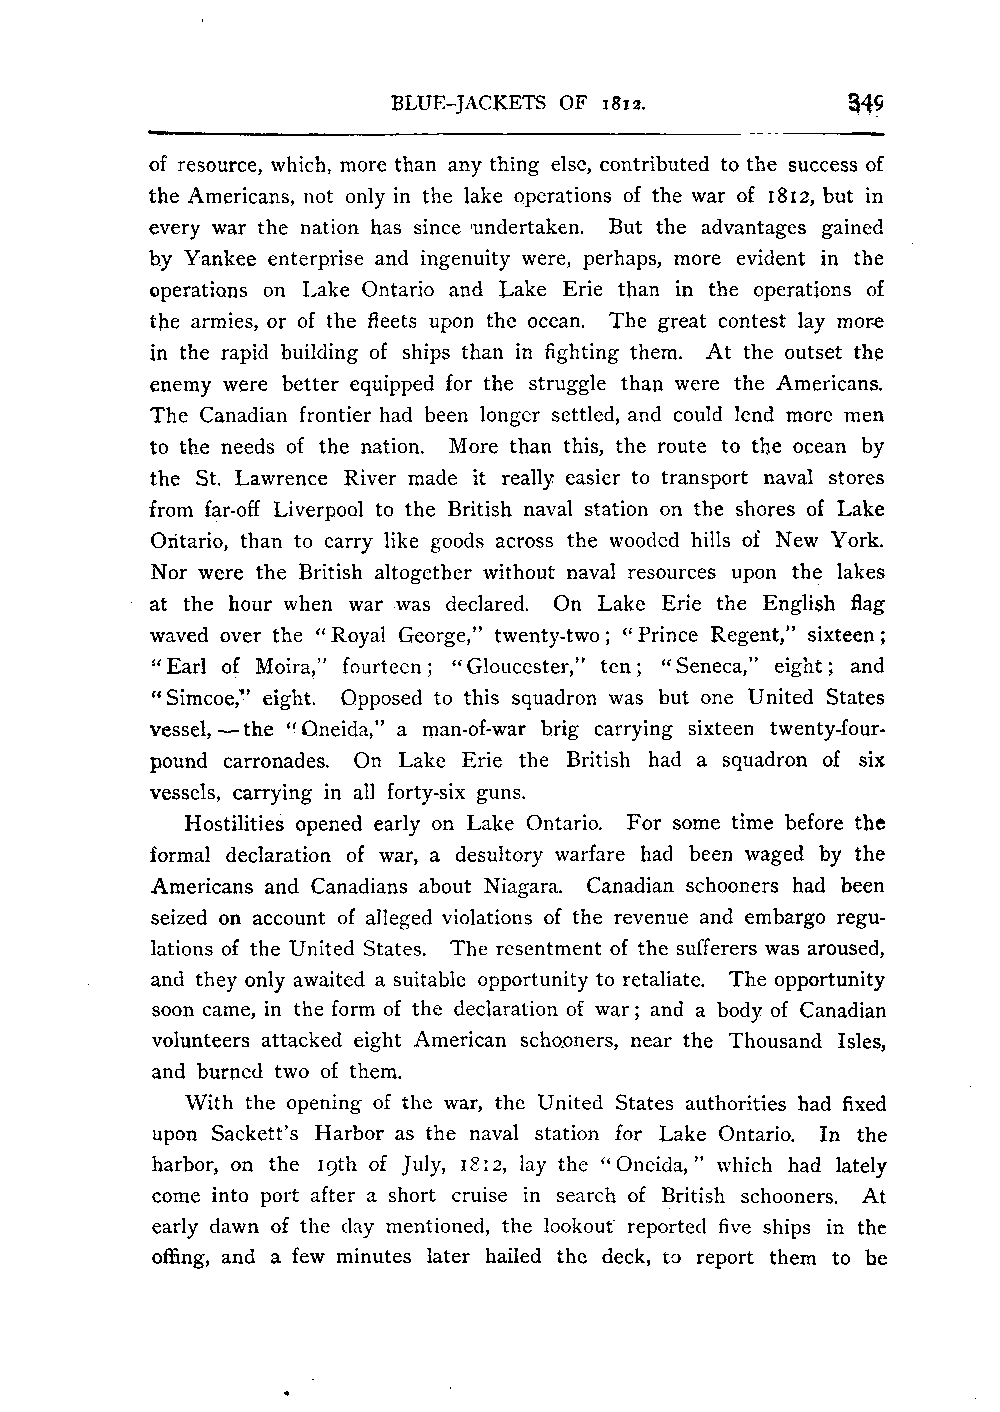 BLUE-JACKETS OF 1812. 349
of resource, which, more than any thing else, contributed to the success of
the Americans, not only in the lake operations of the war of 1812, but in
every war the nation has since undertaken. But the advantages gained
by Yankee enterprise and ingenuity were, perhaps, more evident in the
operations on Lake Ontario and Lake Erie than in the operations of
the armies, or of the fleets upon the ocean. The great contest lay more
in the rapid building of ships than in fighting them. At the outset the
enemy were better equipped for the struggle than were the Americans.
The Canadian frontier had been longer settled, and could lend more men
to the needs of the nation. More than this, the route to the ocean by
the St. Lawrence River made it really easier to transport naval stores
from far-off Liverpool to the British naval station on the shores of Lake
Ontario, than to carry like goods across the wooded hills of New York.
Nor were the British altogether without naval resources upon the lakes
at the hour when war was declared. On Lake Erie the English flag
waved over the "Royal George," twenty-two; "Prince Regent," sixteen;
"Earl of Moira," fourteen; "Gloucester," ten; "Seneca," eight; and
"Simcoe," eight. Opposed to this squadron was but one United States
vessel, — the "Oneida," a man-of-war brig carrying sixteen twenty-four-
pound carronades. On Lake Erie the British had a squadron of six
vessels, carrying in all forty-six guns.
Hostilities opened early on Lake Ontario. For some time before the
formal declaration of war, a desultory warfare had been waged by the
Americans and Canadians about Niagara. Canadian schooners had been
seized on account of alleged violations of the revenue and embargo regu-
lations of the United States. The resentment of the sufferers was aroused,
and they only awaited a suitable opportunity to retaliate. The opportunity
soon came, in the form of the declaration of war; and a body of Canadian
volunteers attacked eight American schooners, near the Thousand Isles,
and burned two of them.
With the opening of the war, the United States authorities had fixed
upon Sackett's Harbor as the naval station for Lake Ontario. In the
harbor, on the 19th of July, 1812, lay the "Oneida," which had lately
come into port after a short cruise in search of British schooners. At
early dawn of the day mentioned, the lookout reported five ships in the
offing, and a few minutes later hailed the deck, to report them to be